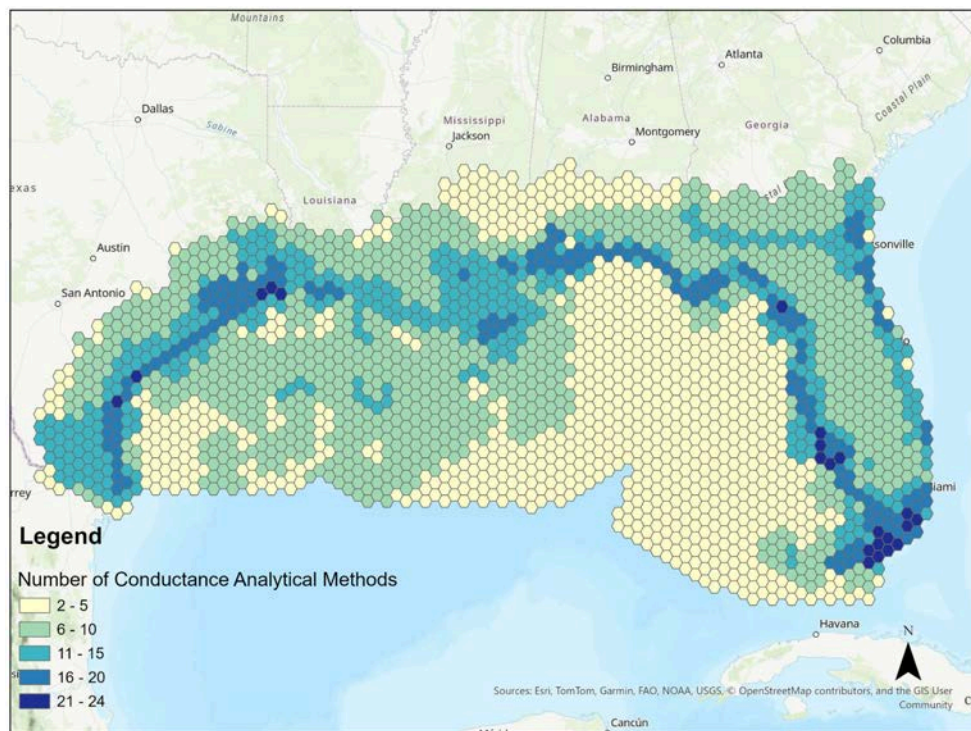 Mountains
Columbia
Atlanta
Birmingham
Coastal Plain
Dallas
Sabine
Mississippi
Alabama
Georgia
Jackson
Montgomery
exas
Louisiana
Austin
sonville
San Antonio
iami
rrey
Legend
Number of Conductance Analytical Methods
2 - 5
6 - 10
11 - 15
16 - 20
21 - 24
Havana
N
Sources: Esri, TomTom, Garmin, FAO, NOAA, USGS, © OpenStreetMap contributors, and the GIS User
Community
Cancún